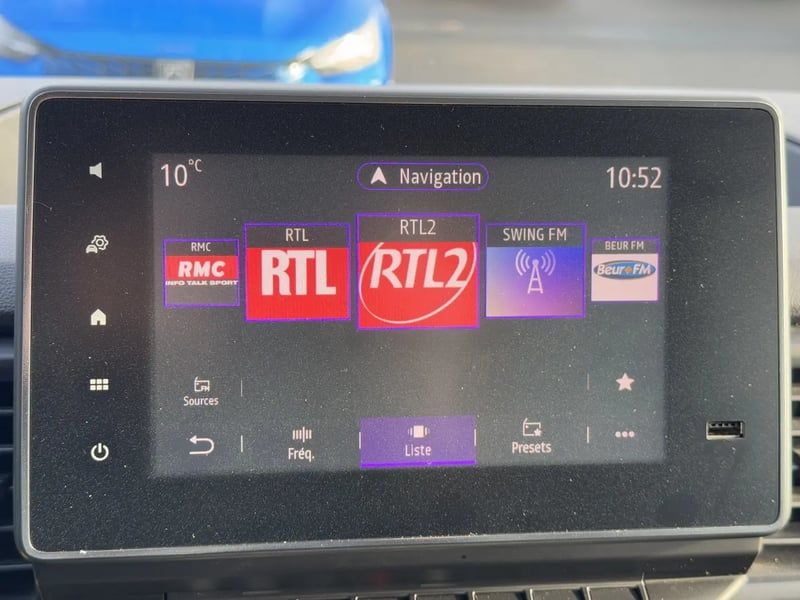 10°C
Navigation
10:52
RMC
RMC
INFO TALK SPORT
RTL
RTL
RTL2
RTL2
SWING FM
BEUR FM
Beur FM
FM
Sources
Fréq.
Liste
Presets